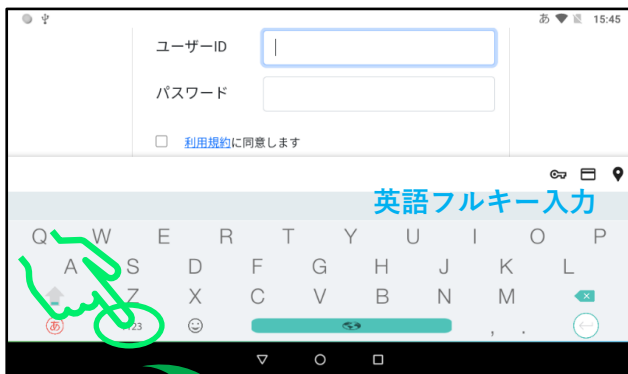 あ 15:45
ユーザーID
パスワード
利用規約に同意します
英語フルキー入力
Q W E R T Y U I O P
A S D F G H J K L
Z X C V B N M
あ 123 , .